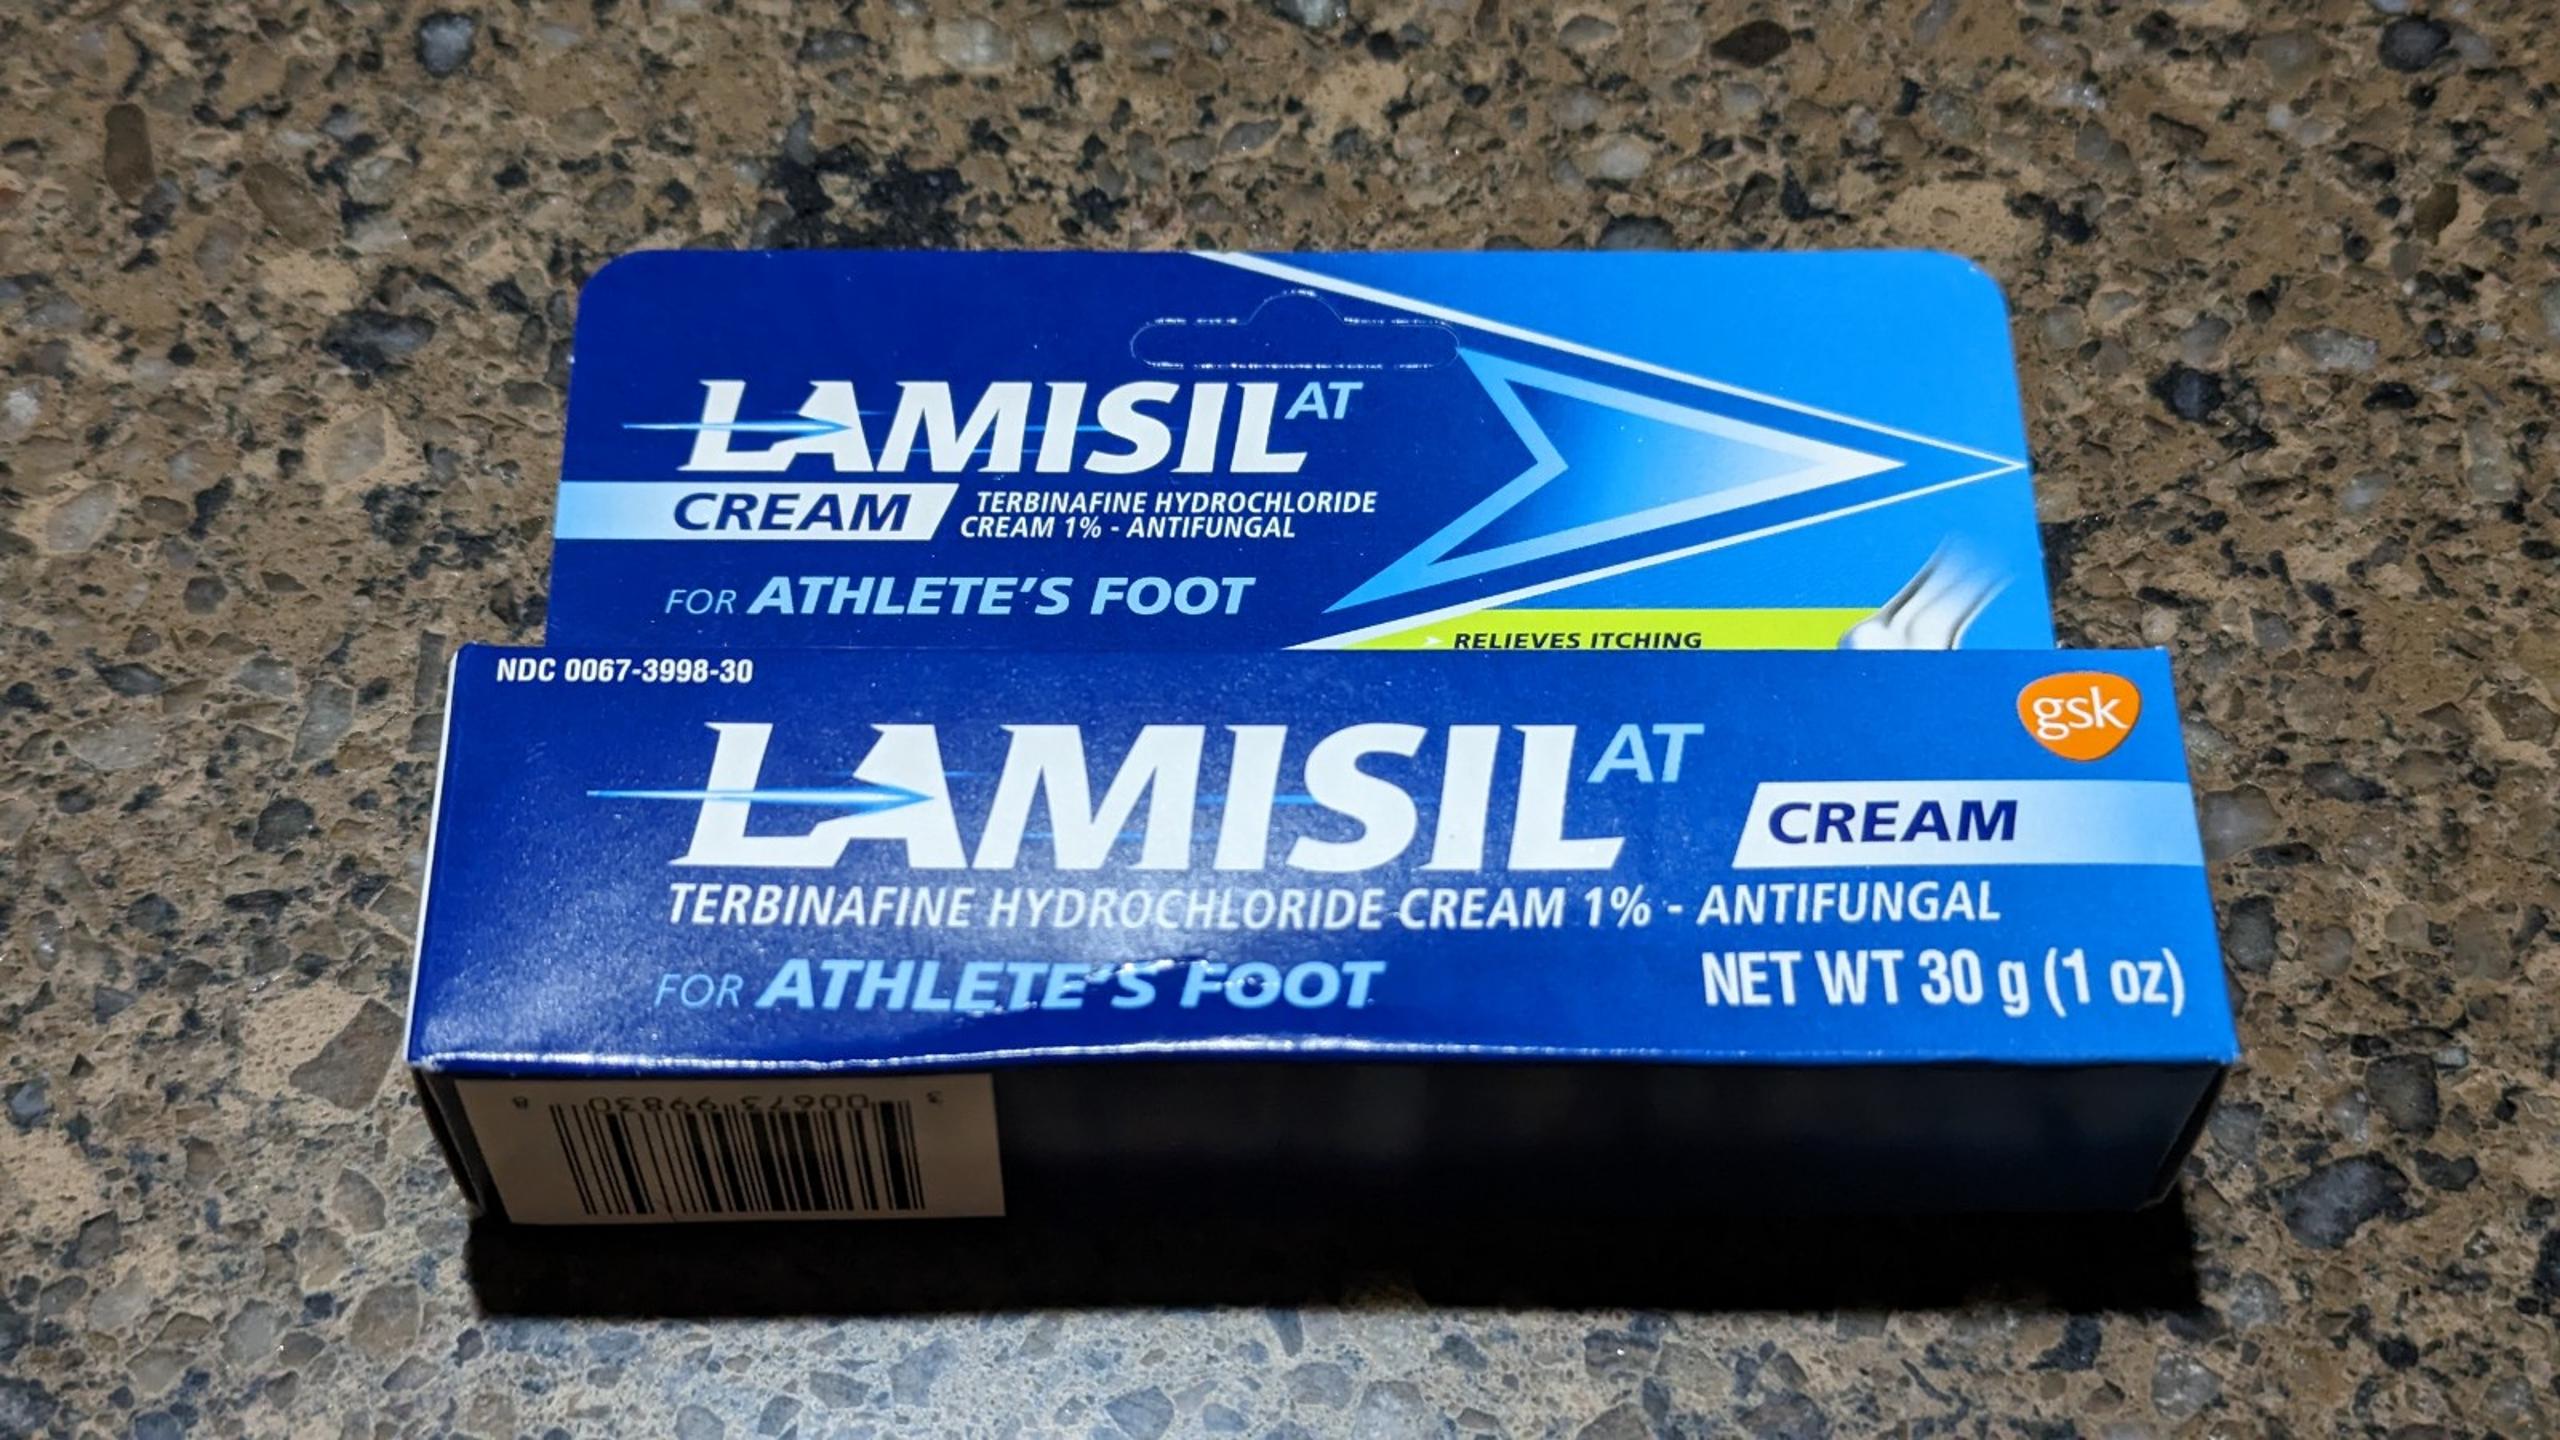 LAMISIL AT
CREAM
TERBINAFINE HYDROCHLORIDE
CREAM 1% - ANTIFUNGAL
FOR ATHLETE'S FOOT
RELIEVES ITCHING
NDC 0067-3998-30
gsk
LAMISIL AT
CREAM
TERBINAFINE HYDROCHLORIDE CREAM 1% - ANTIFUNGAL
FOR ATHLETE'S FOOT
NET WT 30 g (1 oz)
3 00673 99830 8